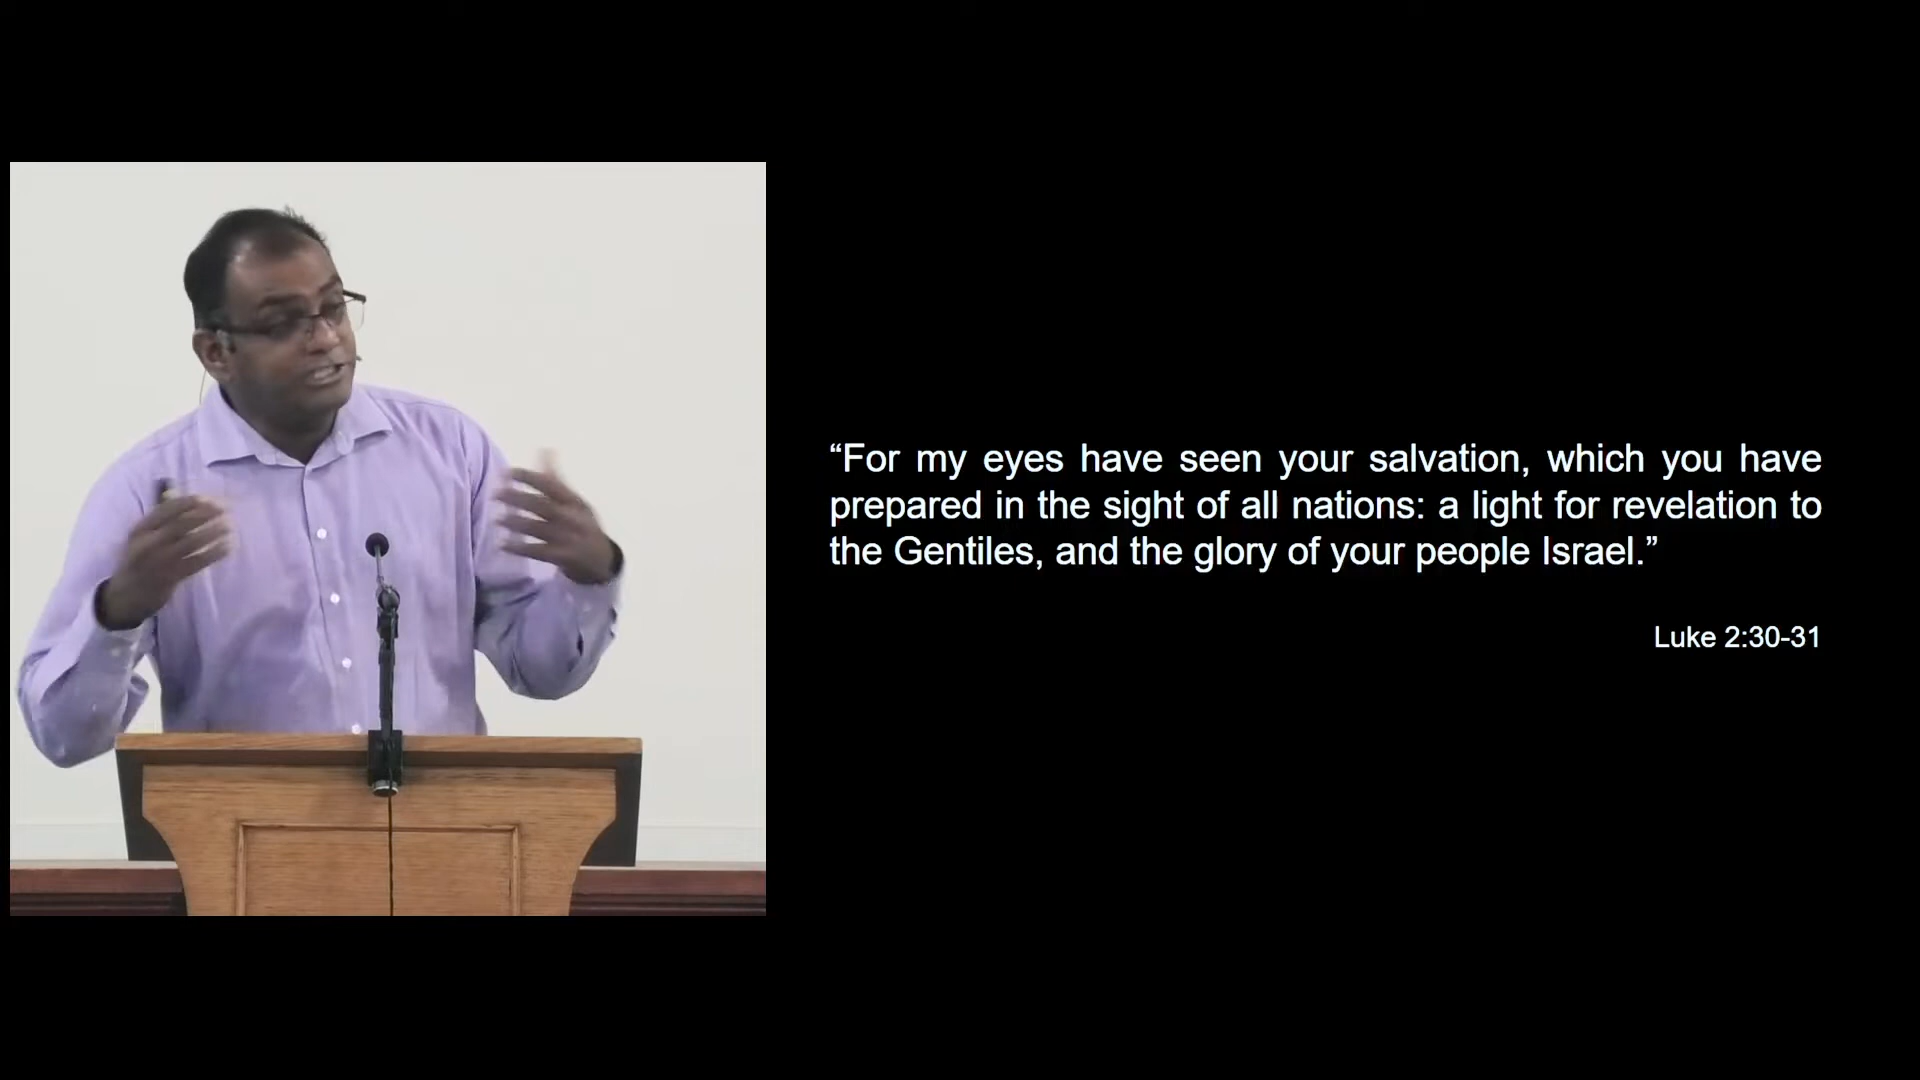 “For my eyes have seen your salvation, which you have
prepared in the sight of all nations: a light for revelation to
the Gentiles, and the glory of your people Israel.”
Luke 2:30-31